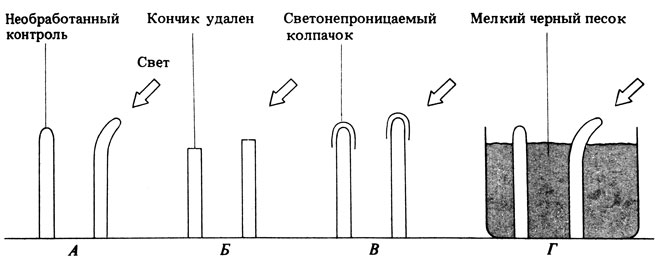 Необработанный
контроль
Кончик удален
Светонепроницаемый
колпачок
Мелкий черный песок
Свет
А
Б
В
Г